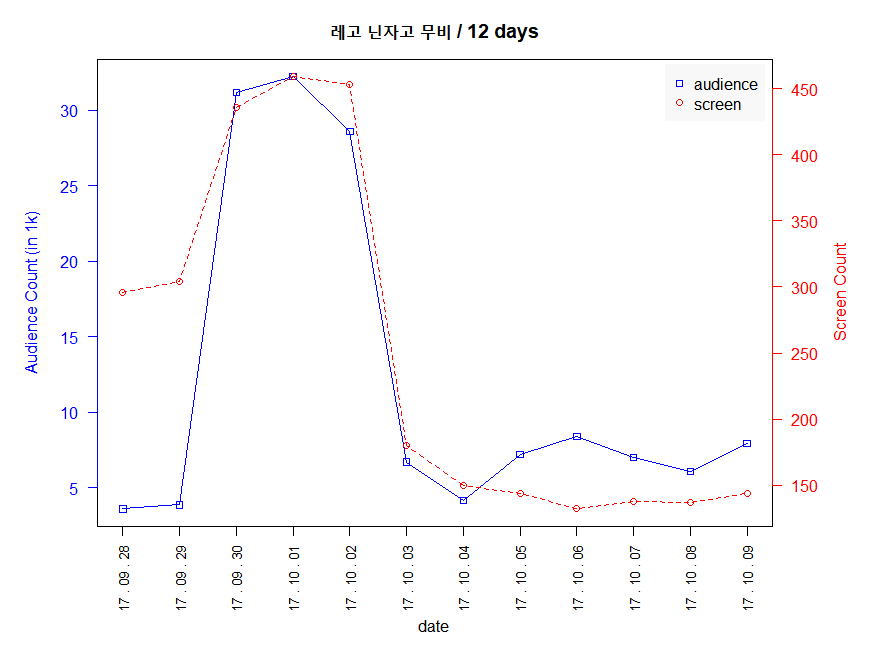 레고 닌자고 무비 / 12 days
audience
screen
Audience Count (in 1k)
30
25
20
15
10
5
450
400
350
300
250
200
150
Screen Count
17 . 09 . 28
17 . 09 . 29
17 . 09 . 30
17 . 10 . 01
17 . 10 . 02
17 . 10 . 03
17 . 10 . 04
17 . 10 . 05
17 . 10 . 06
17 . 10 . 07
17 . 10 . 08
17 . 10 . 09
date